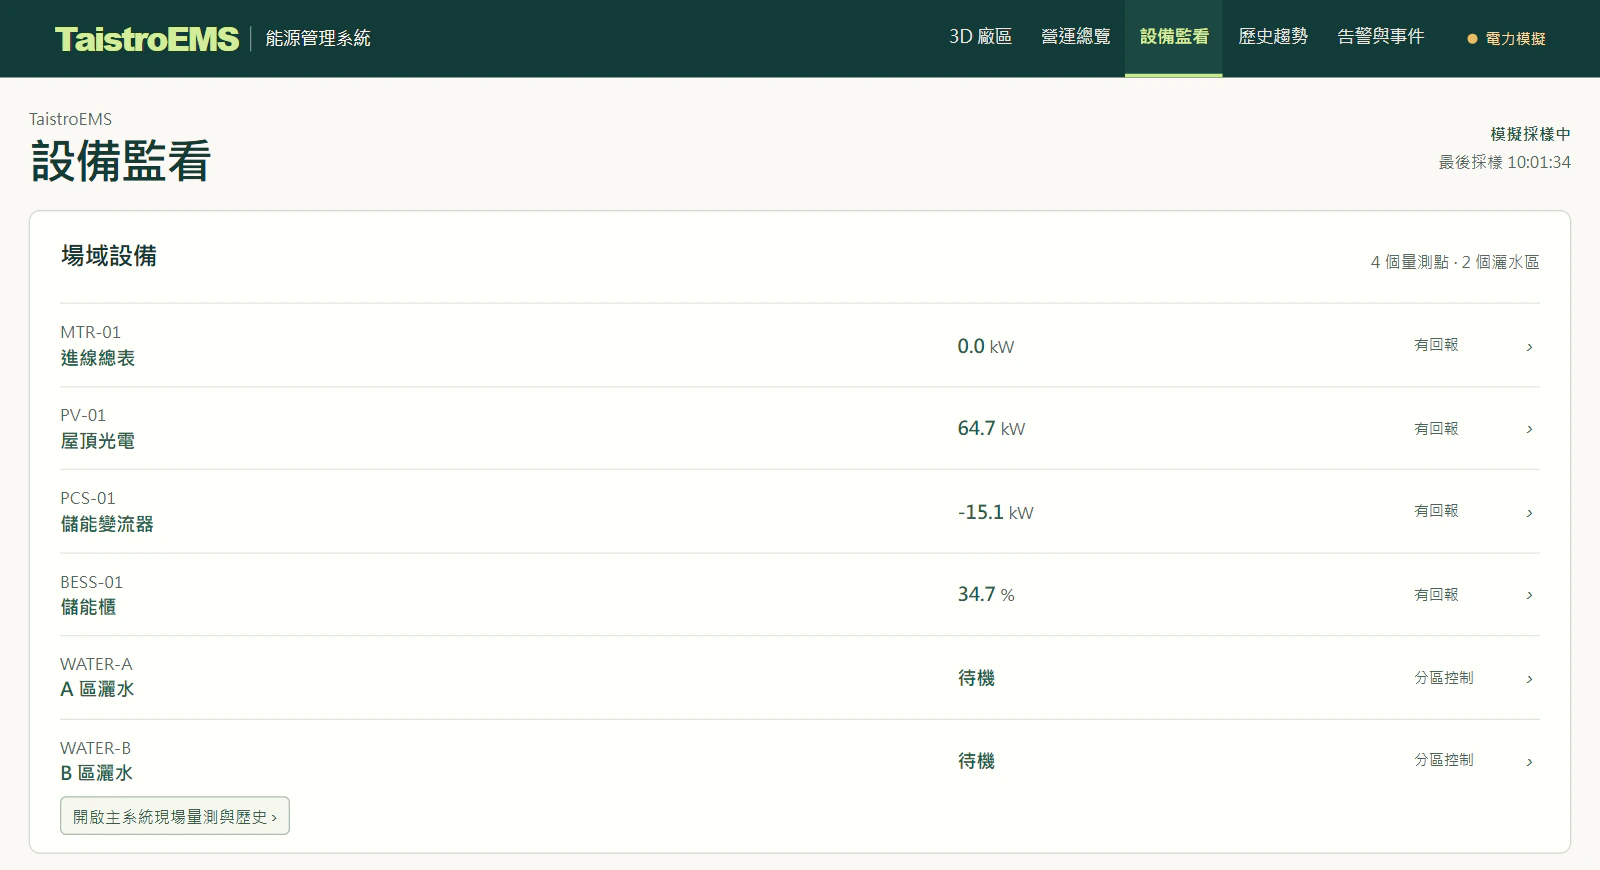 TaistroEMS 能源管理系統 3D 廠區 營運總覽 設備監看 歷史趨勢 告警與事件 電力模擬
TaistroEMS
設備監看
模擬採樣中
最後採樣 10:01:34
場域設備
4 個量測點 · 2 個灑水區
MTR-01
進線總表
0.0 kW
有回報 ›
PV-01
屋頂光電
64.7 kW
有回報 ›
PCS-01
儲能變流器
-15.1 kW
有回報 ›
BESS-01
儲能櫃
34.7 %
有回報 ›
WATER-A
A 區灑水
待機
分區控制 ›
WATER-B
B 區灑水
待機
分區控制 ›
開啟主系統現場量測與歷史 ›